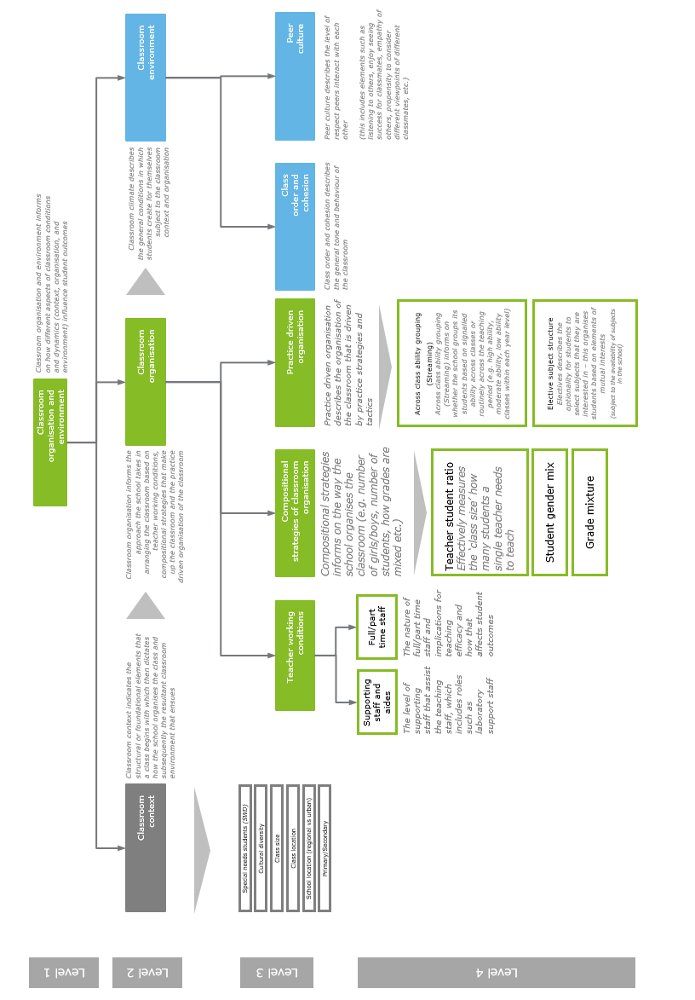 Level 1
Classroom
organisation and
environment
Classroom organisation and environment informs
on how different aspects of classroom conditions
and dynamics (context, organisation, and
environment) influence student outcomes
Level 2
Classroom
context
Classroom context indicates the
structural or foundational elements that
a class begins with which then dictates
how the school organises the class and
subsequently the resultant classroom
environment that ensues
Classroom
organisation
Classroom organisation informs the
approach the school takes in
arranging the classroom based on
teacher working conditions,
compositional strategies that make
up the classroom and the practice
driven organisation of the classroom
Classroom
environment
Classroom climate describes
the general conditions in which
students create for themselves
subject to the classroom
context and organisation
Level 3
Special needs students (SWD)
Cultural diversity
Class size
Class location
School location (regional vs urban)
Primary/Secondary
Teacher working
conditions
Compositional
strategies of classroom
organisation
Compositional strategies
informs on the way the
school organises the
classroom (e.g. number
of girls/boys, number of
students, how grades are
mixed etc.)
Practice driven
organisation
Practice driven organisation
describes the organisation of
the classroom that is driven
by practice strategies and
tactics
Class
order and
cohesion
Class order and cohesion describes
the general tone and behaviour of
the classroom
Peer
culture
Peer culture describes the level of
respect peers interact with each
other
(this includes elements such as
listening to others, enjoy seeing
success for classmates, empathy of
others, propensity to consider
different viewpoints of different
classmates, etc.)
Level 4
Supporting
staff and
aides
The level of
supporting
staff that assist
the teaching
staff, which
includes roles
such as
laboratory
support staff
Full/part
time staff
The nature of
full/part time
staff and
implications for
teaching
efficacy and
how that
affects student
outcomes
Teacher student ratio
Effectively measures
the 'class size' how
many students a
single teacher needs
to teach
Student gender mix
Grade mixture
Across class ability grouping
(Streaming)
Across class ability grouping
(Streaming) informs on
whether the school groups its
students based on signalled
ability across classes or
routinely across the teaching
period (e.g. high ability,
moderate ability, low ability
classes within each year level)
Elective subject structure
Electives describes the
optionality for students to
select subjects that they are
interested in – this organises
students based on elements of
mutual interests
(subject to the availability of subjects
in the school)